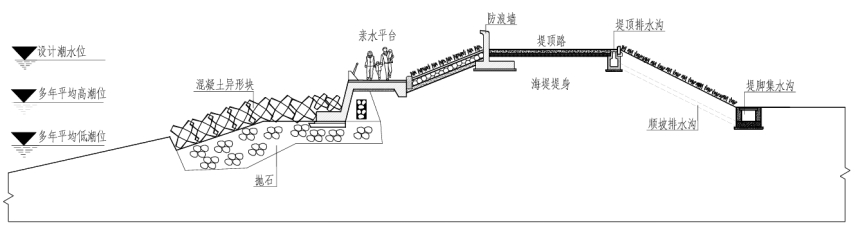 防浪墙
堤顶排水沟
亲水平台
堤顶路
设计潮水位
混凝土异形块
海堤堤身
堤脚集水沟
多年平均高潮位
顺坡排水沟
多年平均低潮位
抛石